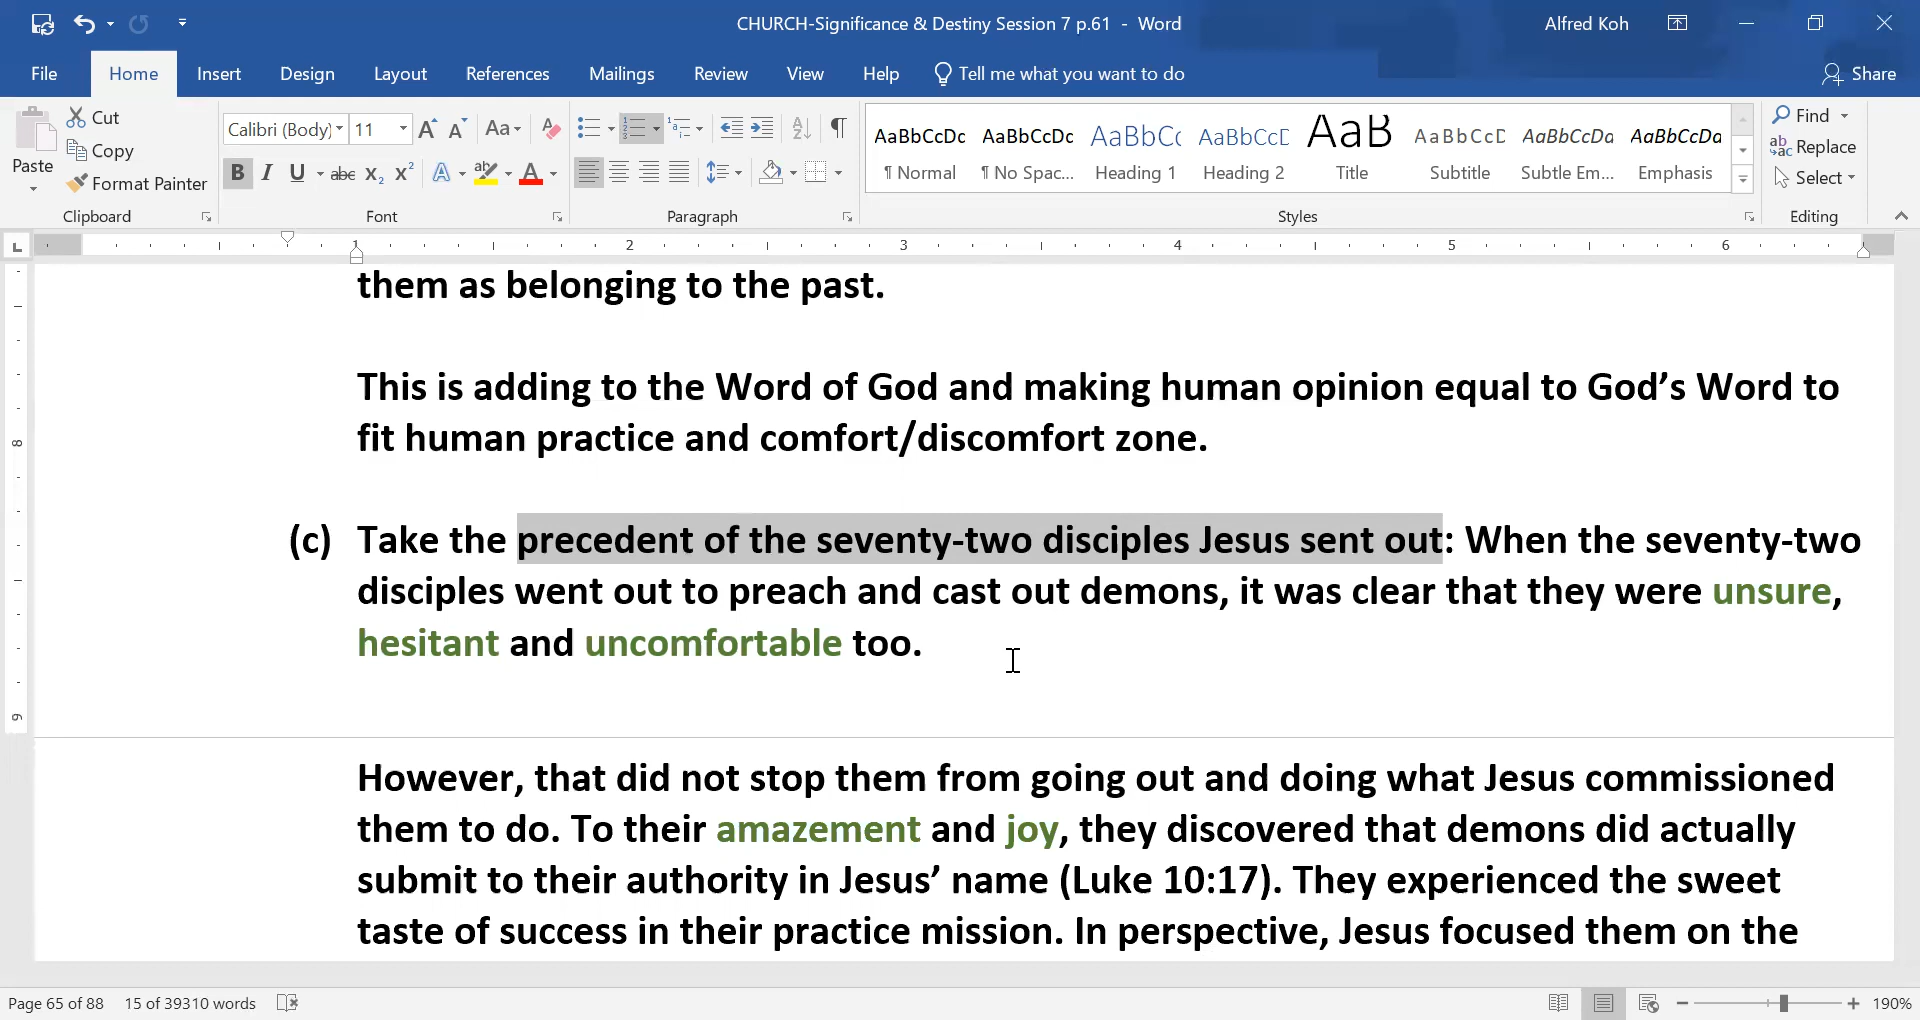 CHURCH-Significance & Destiny Session 7 p.61 - Word
Alfred Koh
File Home Insert Design Layout References Mailings Review View Help Tell me what you want to do Share
Paste
Cut
Copy
Format Painter
Clipboard
Calibri (Body) 11
Font
Paragraph
AaBbCcDc AaBbCcDc AaBbC( AaBbCcE AaB AaBbCcD AaBbCcDa AaBbCcDa
¶ Normal ¶ No Spac... Heading 1 Heading 2 Title Subtitle Subtle Em... Emphasis
Styles
Find
Replace
Select
Editing
1 2 3 4 5 6
8
9
them as belonging to the past.
This is adding to the Word of God and making human opinion equal to God’s Word to
fit human practice and comfort/discomfort zone.
(c) Take the precedent of the seventy-two disciples Jesus sent out: When the seventy-two
disciples went out to preach and cast out demons, it was clear that they were unsure,
hesitant and uncomfortable too.
However, that did not stop them from going out and doing what Jesus commissioned
them to do. To their amazement and joy, they discovered that demons did actually
submit to their authority in Jesus’ name (Luke 10:17). They experienced the sweet
taste of success in their practice mission. In perspective, Jesus focused them on the
Page 65 of 88 15 of 39310 words 190%